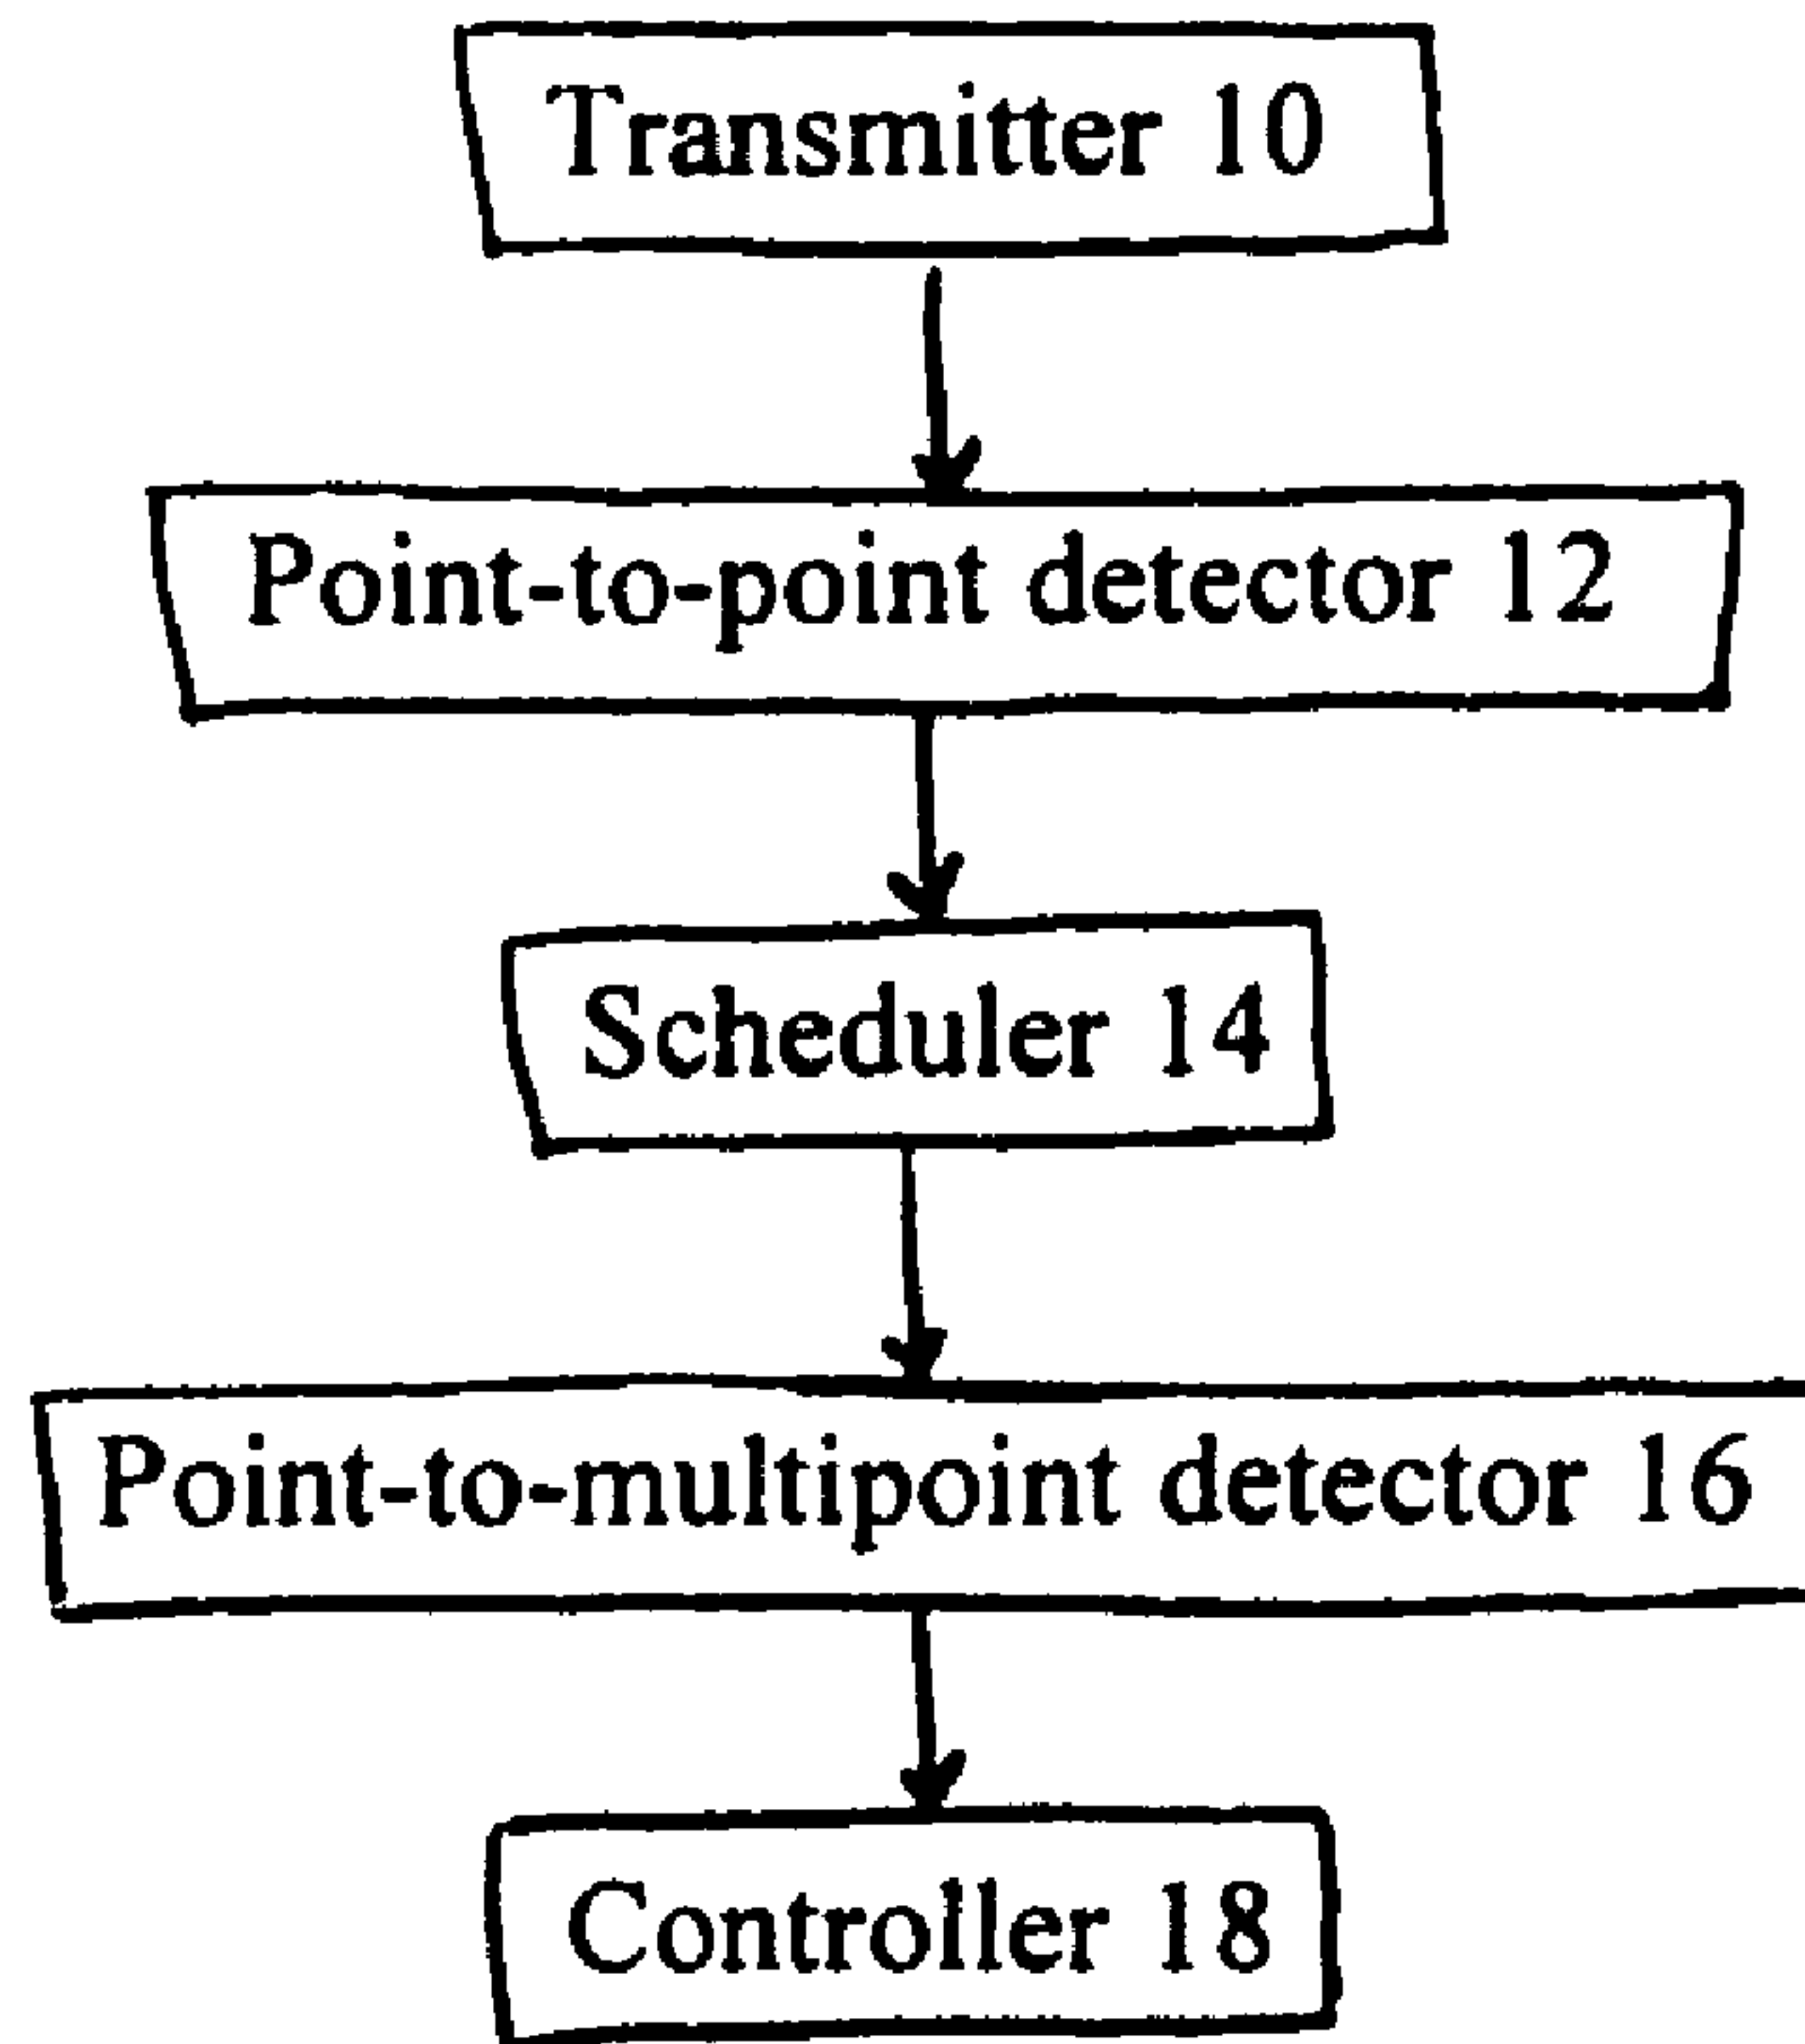 Transmitter 10
Point-to-point detector 12
Scheduler 14
Point-to-multipoint detector 16
Controller 18